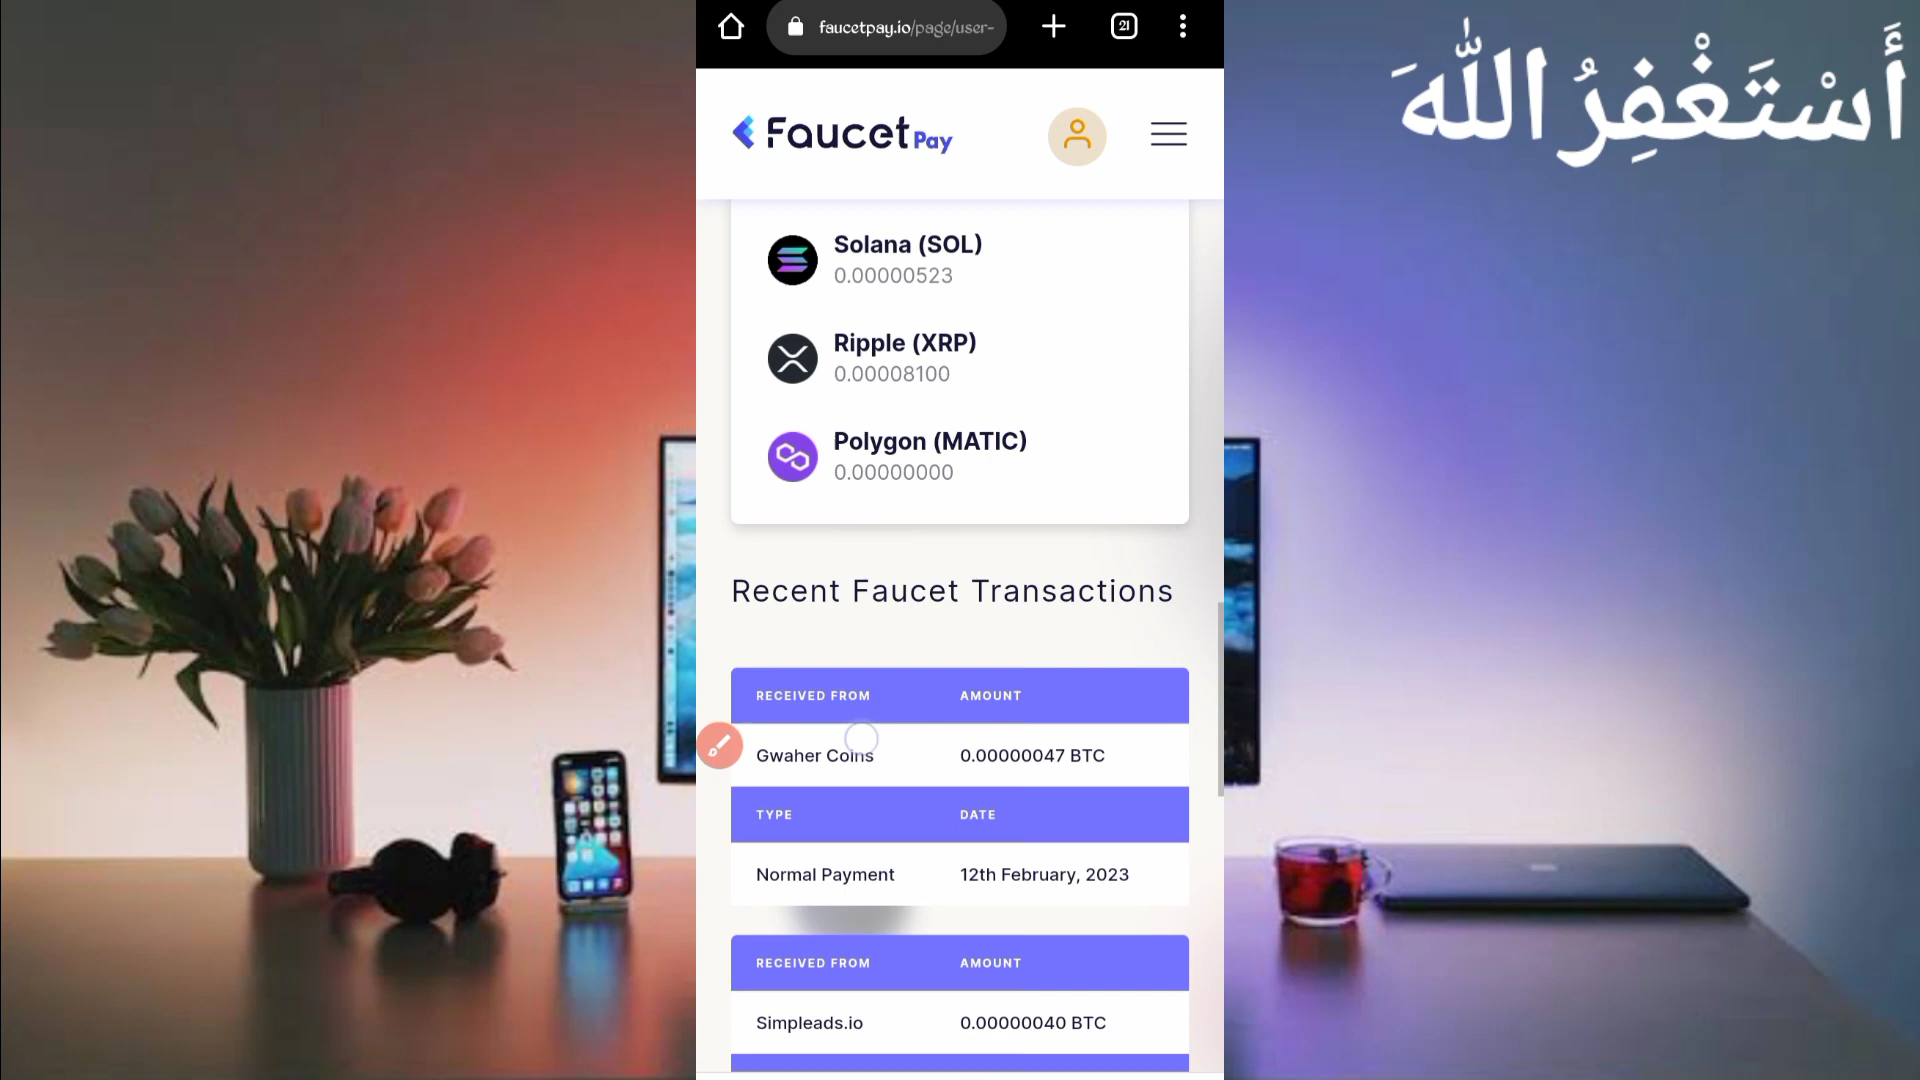 faucetpay.io/page/user-
21
أَسْتَغْفِرُ اللّٰهَ
Faucet Pay
Solana (SOL)
0.00000523
Ripple (XRP)
0.00008100
Polygon (MATIC)
0.00000000
Recent Faucet Transactions
RECEIVED FROM AMOUNT
Gwaher Coins 0.00000047 BTC
TYPE DATE
Normal Payment 12th February, 2023
RECEIVED FROM AMOUNT
Simpleads.io 0.00000040 BTC